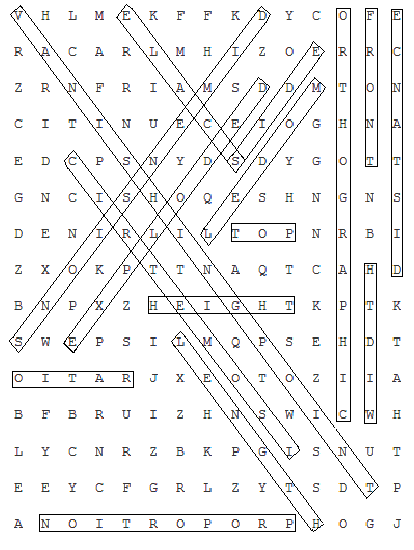 V H L M E K F F K D Y C O F E
R A C A R L M H I Z O E R R C
Z R N F R I A M S D D M T O N
C I T I N U E C E I O G H N A
E D C P S N Y D S D Y G O T T
G N C I S H O Q E S H N G N S
D E N I R L I L T O P N R B I
Z X O K P T T N A Q T C A H D
B N P X Z H E I G H T K P T K
S W E P S I L M Q P S E H D T
O I T A R J X E O T O Z I I A
B F B R U I Z H N S W I C W H
L Y C N R Z B K P G I S N U T
E E Y C F G R L Z Y T S D T P
A N O I T R O P O R P H O G J